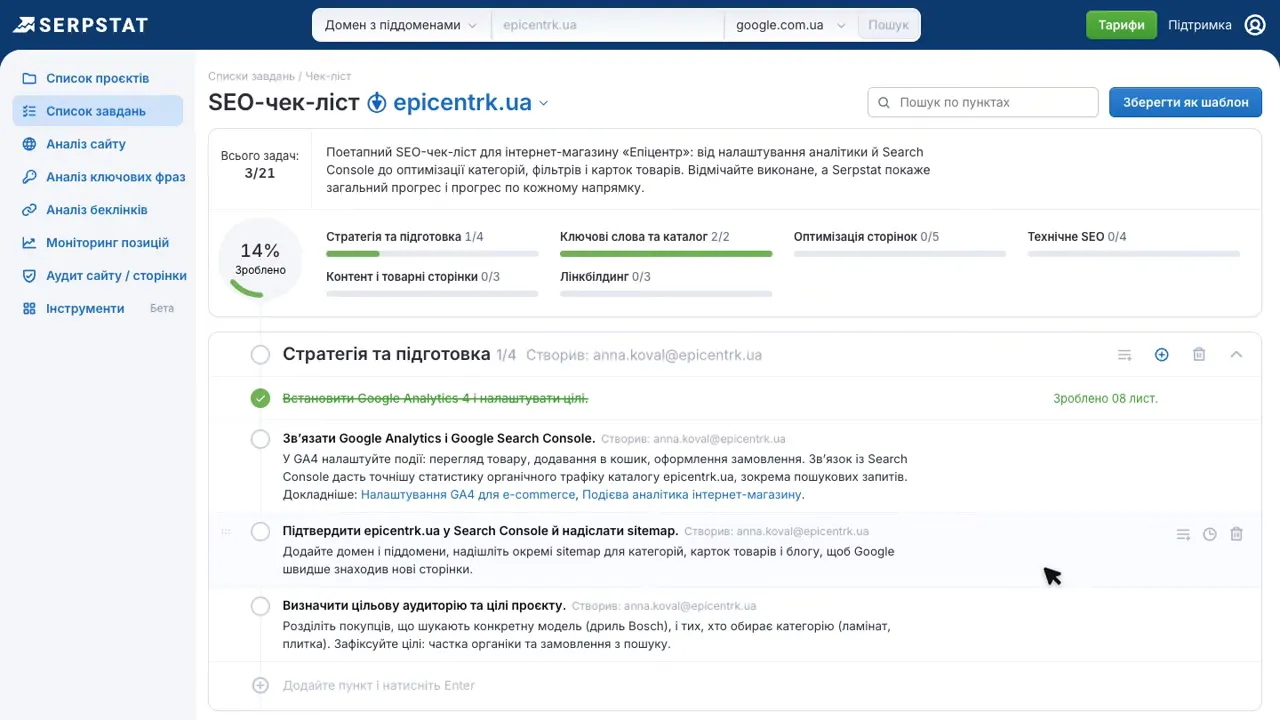 SERPSTAT
Домен з піддоменами
epicentrk.ua
google.com.ua
Пошук
Тарифи
Підтримка
Список проєктів
Список завдань
Аналіз сайту
Аналіз ключових фраз
Аналіз беклінків
Моніторинг позицій
Аудит сайту / сторінки
Інструменти Бета
Списки завдань / Чек-ліст
SEO-чек-ліст epicentrk.ua
Пошук по пунктах
Зберегти як шаблон
Всього задач:
3/21
Поетапний SEO-чек-ліст для інтернет-магазину «Епіцентр»: від налаштування аналітики й Search
Console до оптимізації категорій, фільтрів і карток товарів. Відмічайте виконане, а Serpstat покаже
загальний прогрес і прогрес по кожному напрямку.
14%
Зроблено
Стратегія та підготовка 1/4
Ключові слова та каталог 2/2
Оптимізація сторінок 0/5
Технічне SEO 0/4
Контент і товарні сторінки 0/3
Лінкбілдинг 0/3
Стратегія та підготовка 1/4 Створив: anna.koval@epicentrk.ua
Встановити Google Analytics 4 і налаштувати цілі.
Зроблено 08 лист.
Зв’язати Google Analytics і Google Search Console. Створив: anna.koval@epicentrk.ua
У GA4 налаштуйте події: перегляд товару, додавання в кошик, оформлення замовлення. Зв’язок із Search
Console дасть точнішу статистику органічного трафіку каталогу epicentrk.ua, зокрема пошукових запитів.
Докладніше: Налаштування GA4 для e-commerce, Подієва аналітика інтернет-магазину.
Підтвердити epicentrk.ua у Search Console й надіслати sitemap. Створив: anna.koval@epicentrk.ua
Додайте домен і піддомени, надішліть окремі sitemap для категорій, карток товарів і блогу, щоб Google
швидше знаходив нові сторінки.
Визначити цільову аудиторію та цілі проєкту. Створив: anna.koval@epicentrk.ua
Розділіть покупців, що шукають конкретну модель (дриль Bosch), і тих, хто обирає категорію (ламінат,
плитка). Зафіксуйте цілі: частка органіки та замовлення з пошуку.
Додайте пункт і натисніть Enter